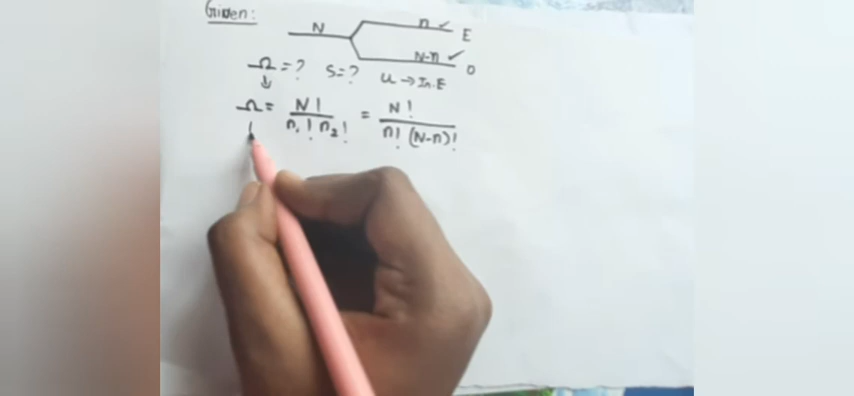 Given:
N n ✓ E
N-n ✓ 0
Ω = ? S = ? U → In.E
↓
Ω = N! / n₁! n₂! = N! / n! (N-n)!